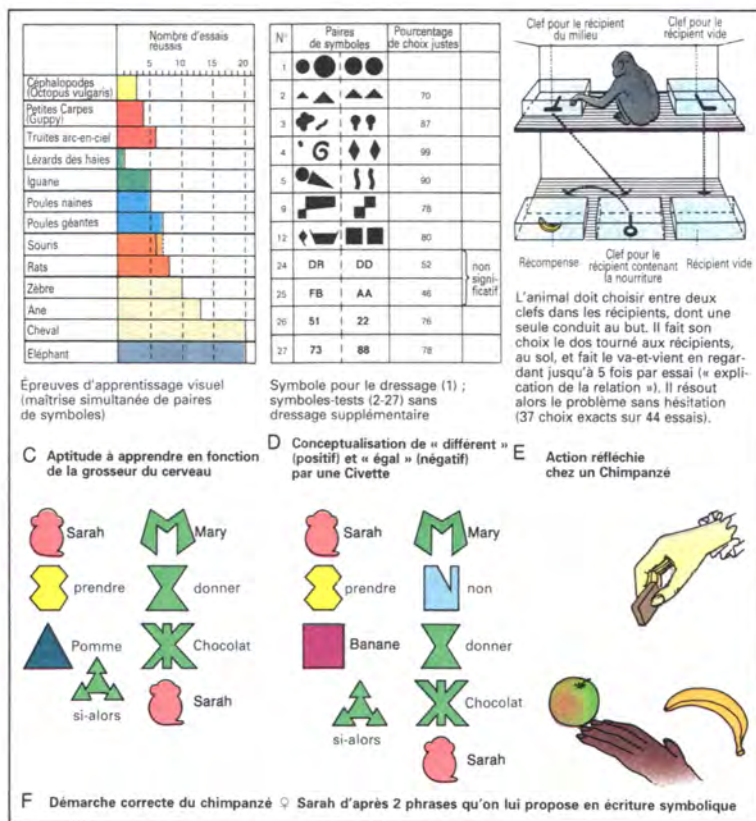 Nombre d'essais
réussis
5 10 15 20
Céphalopodes
(Octopus vulgaris)
Petites Carpes
(Guppy)
Truites arc-en-ciel
Lézards des haies
Iguane
Poules naines
Poules géantes
Souris
Rats
Zèbre
Ane
Cheval
Eléphant
Épreuves d'apprentissage visuel
(maîtrise simultanée de paires
de symboles)
C Aptitude à apprendre en fonction
de la grosseur du cerveau
N° Paires de symboles Pourcentage de choix justes
1
2 70
3 87
4 99
5 90
9 78
12 80
24 DR DD 52
25 FB AA 46
non
signi-
ficatif
26 51 22 76
27 73 88 78
Symbole pour le dressage (1) ;
symboles-tests (2-27) sans
dressage supplémentaire
D Conceptualisation de « différent »
(positif) et « égal » (négatif)
par une Civette
Clef pour le récipient
du milieu
Clef pour le
récipient vide
Récompense
Clef pour le
récipient contenant
la nourriture
Récipient vide
L'animal doit choisir entre deux
clefs dans les récipients, dont une
seule conduit au but. Il fait son
choix le dos tourné aux récipients,
au sol, et fait le va-et-vient en regar-
dant jusqu'à 5 fois par essai (« expli-
cation de la relation »). Il résout
alors le problème sans hésitation
(37 choix exacts sur 44 essais).
E Action réfléchie
chez un Chimpanzé
Sarah Mary
prendre donner
Pomme Chocolat
si-alors Sarah
Sarah Mary
prendre non
Banane donner
si-alors Chocolat
Sarah
F Démarche correcte du chimpanzé ♀ Sarah d'après 2 phrases qu'on lui propose en écriture symbolique